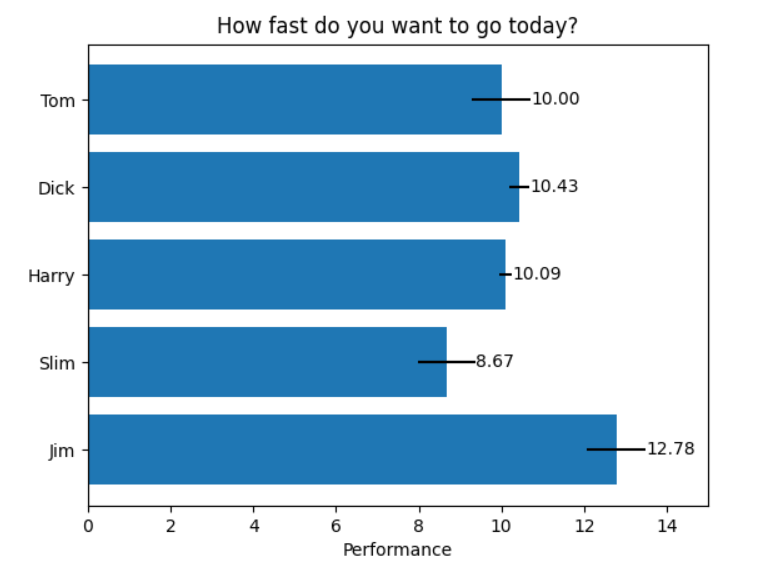 How fast do you want to go today?
Tom 10.00
Dick 10.43
Harry 10.09
Slim 8.67
Jim 12.78
0 2 4 6 8 10 12 14
Performance